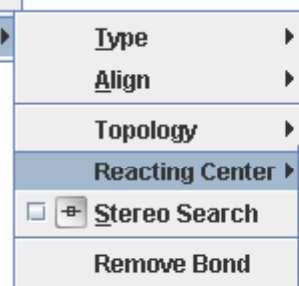 Type
Align
Topology
Reacting Center
Stereo Search
Remove Bond